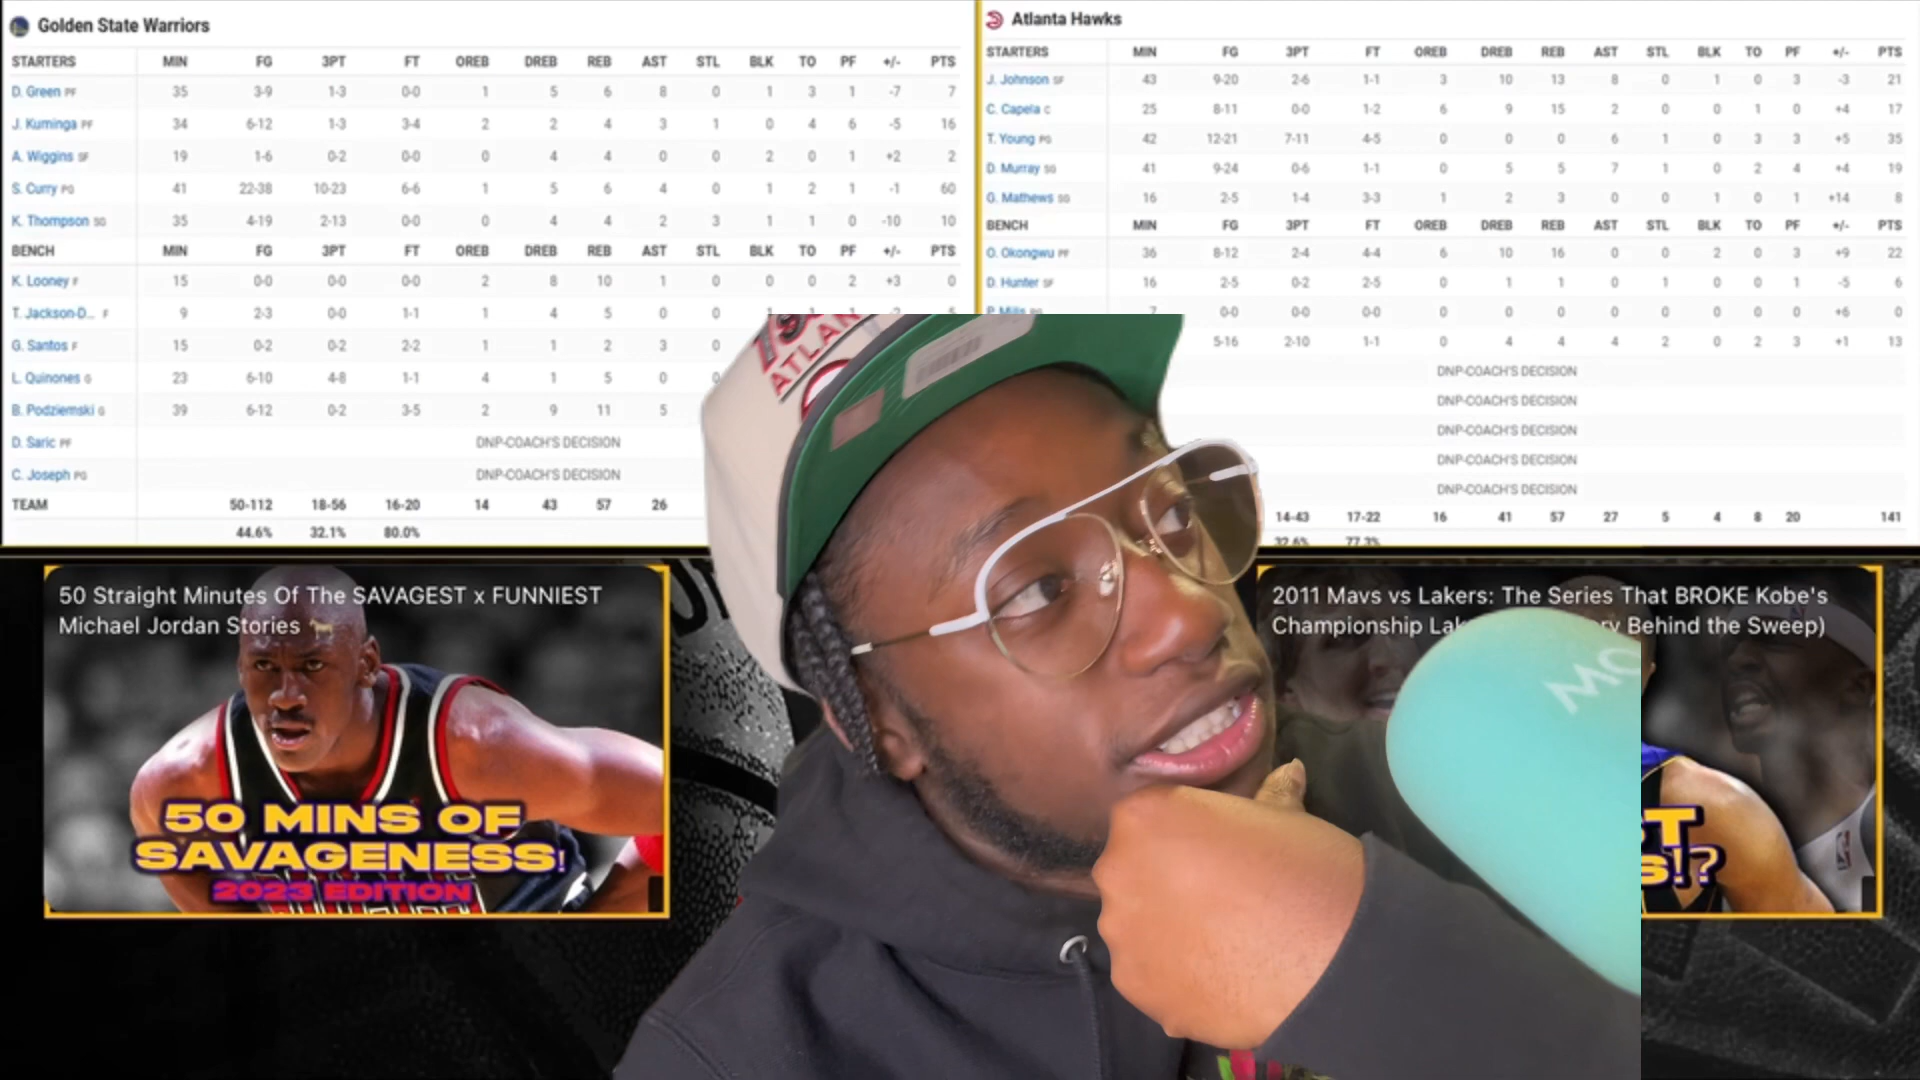 Golden State Warriors
STARTERS MIN FG 3PT FT OREB DREB REB AST STL BLK TO PF +/- PTS
D. Green PF 35 3-9 1-3 0-0 1 5 6 8 0 1 3 1 -7 7
J. Kuminga PF 34 6-12 1-3 3-4 2 2 4 3 1 0 4 6 -5 16
A. Wiggins SF 19 1-6 0-2 0-0 0 4 4 0 0 2 0 1 +2 2
S. Curry PG 41 22-38 10-23 6-6 1 5 6 4 0 1 2 1 -1 60
K. Thompson SG 35 4-19 2-13 0-0 0 4 4 2 3 1 1 0 -10 10
BENCH MIN FG 3PT FT OREB DREB REB AST STL BLK TO PF +/- PTS
K. Looney F 15 0-0 0-0 0-0 2 8 10 1 0 0 0 2 +3 0
T. Jackson-D... F 9 2-3 0-0 1-1 1 4 5 0 0
G. Santos F 15 0-2 0-2 2-2 1 1 2 3 0
L. Quinones G 23 6-10 4-8 1-1 4 1 5 0
B. Podziemski G 39 6-12 0-2 3-5 2 9 11 5
D. Saric PF DNP-COACH'S DECISION
C. Joseph PG DNP-COACH'S DECISION
TEAM 50-112 18-56 16-20 14 43 57 26
44.6% 32.1% 80.0%
Atlanta Hawks
STARTERS MIN FG 3PT FT OREB DREB REB AST STL BLK TO PF +/- PTS
J. Johnson SF 43 9-20 2-6 1-1 3 10 13 8 0 1 0 3 -3 21
C. Capela C 25 8-11 0-0 1-2 6 9 15 2 0 0 1 0 +4 17
T. Young PG 42 12-21 7-11 4-5 0 0 0 6 1 0 3 3 +5 35
D. Murray SG 41 9-24 0-6 1-1 0 5 5 7 1 0 2 4 +4 19
G. Mathews SG 16 2-5 1-4 3-3 1 2 3 0 0 1 0 1 +14 8
BENCH MIN FG 3PT FT OREB DREB REB AST STL BLK TO PF +/- PTS
O. Okongwu PF 36 8-12 2-4 4-4 6 10 16 0 0 2 0 3 +9 22
D. Hunter SF 16 2-5 0-2 2-5 0 1 1 0 1 0 0 1 -5 6
P. Mills 7 0-0 0-0 0-0 0 0 0 0 0 0 0 0 +6 0
5-16 2-10 1-1 0 4 4 4 2 0 2 3 +1 13
DNP-COACH'S DECISION
DNP-COACH'S DECISION
DNP-COACH'S DECISION
DNP-COACH'S DECISION
DNP-COACH'S DECISION
14-43 17-22 16 41 57 27 5 4 8 20 141
32.6% 77.3%
ATLAN
50 Straight Minutes Of The SAVAGEST x FUNNIEST
Michael Jordan Stories
50 MINS OF
SAVAGENESS!
2023 EDITION
2011 Mavs vs Lakers: The Series That BROKE Kobe's
Championship Behind the Sweep)
MO
!?